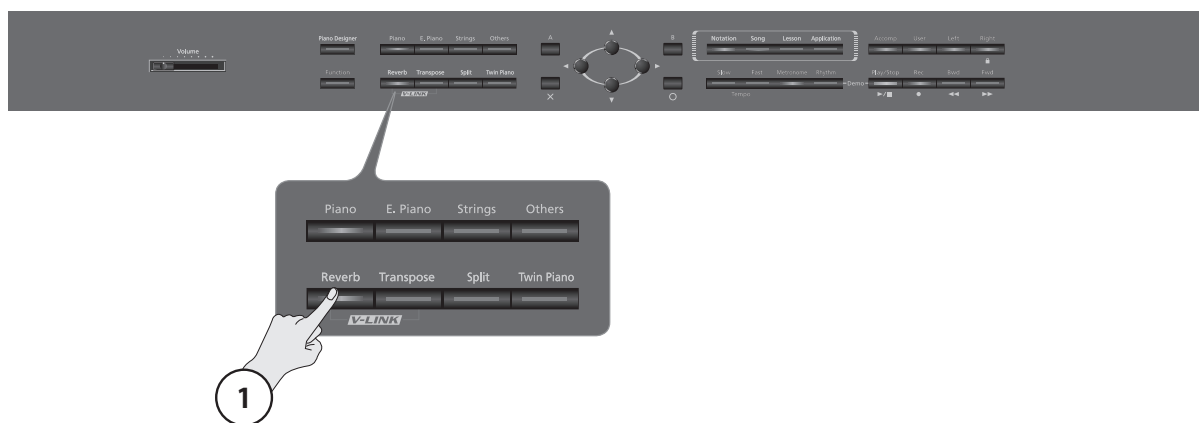 Volume
Piano Designer
Piano E. Piano Strings Others
A
B
Notation Song Lesson Application
Accomp User Left Right
Function
Reverb Transpose Split Twin Piano
V-LINK
Slow Fast Metronome Rhythm
Tempo
Demo
Play/Stop Rec Bwd Fwd
Piano E. Piano Strings Others
Reverb Transpose Split Twin Piano
V-LINK
1